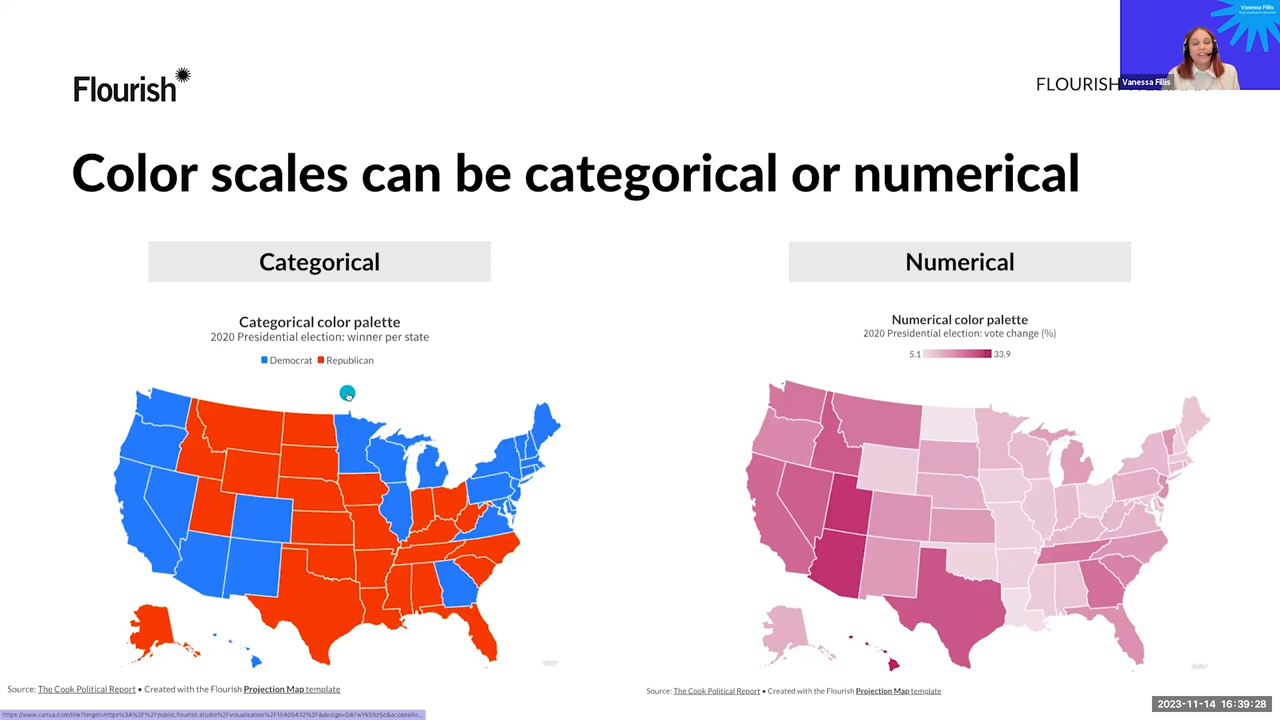 Vanessa Fillis
Flourish
FLOURISH
Vanessa Fillis
Color scales can be categorical or numerical
Categorical
Numerical
Categorical color palette
2020 Presidential election: winner per state
Democrat Republican
Numerical color palette
2020 Presidential election: vote change (%)
5.1 33.9
Source: The Cook Political Report • Created with the Flourish Projection Map template
Source: The Cook Political Report • Created with the Flourish Projection Map template
2023-11-14 16:39:28